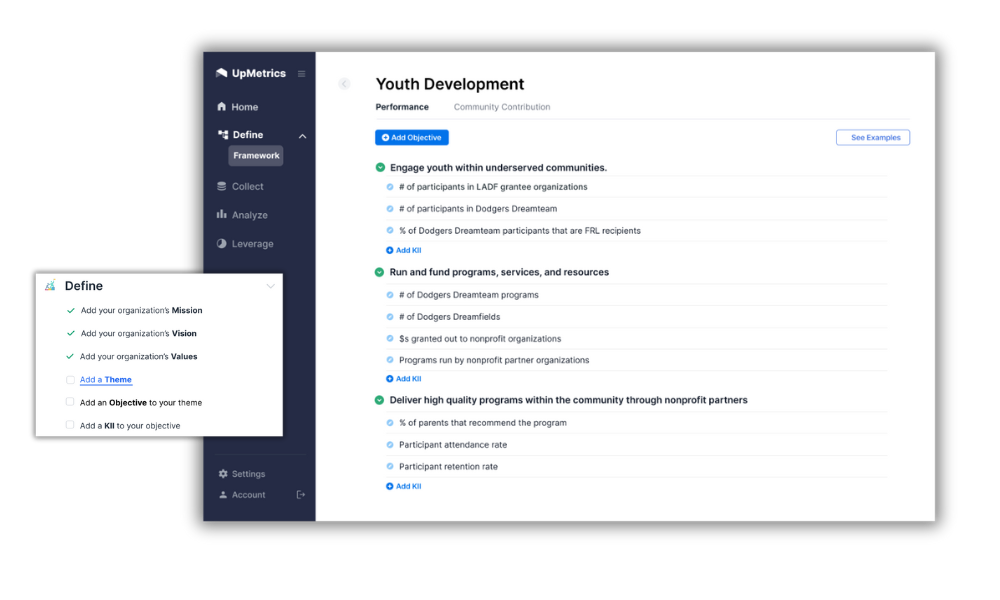 UpMetrics
Home
Define
Framework
Collect
Analyze
Leverage
Settings
Account
Youth Development
Performance Community Contribution
Add Objective See Examples
Engage youth within underserved communities.
# of participants in LADF grantee organizations
# of participants in Dodgers Dreamteam
% of Dodgers Dreamteam participants that are FRL recipients
Add KII
Run and fund programs, services, and resources
# of Dodgers Dreamteam programs
# of Dodgers Dreamfields
$s granted out to nonprofit organizations
Programs run by nonprofit partner organizations
Add KII
Deliver high quality programs within the community through nonprofit partners
% of parents that recommend the program
Participant attendance rate
Participant retention rate
Add KII
Define
Add your organization's Mission
Add your organization's Vision
Add your organization's Values
Add a Theme
Add an Objective to your theme
Add a KII to your objective